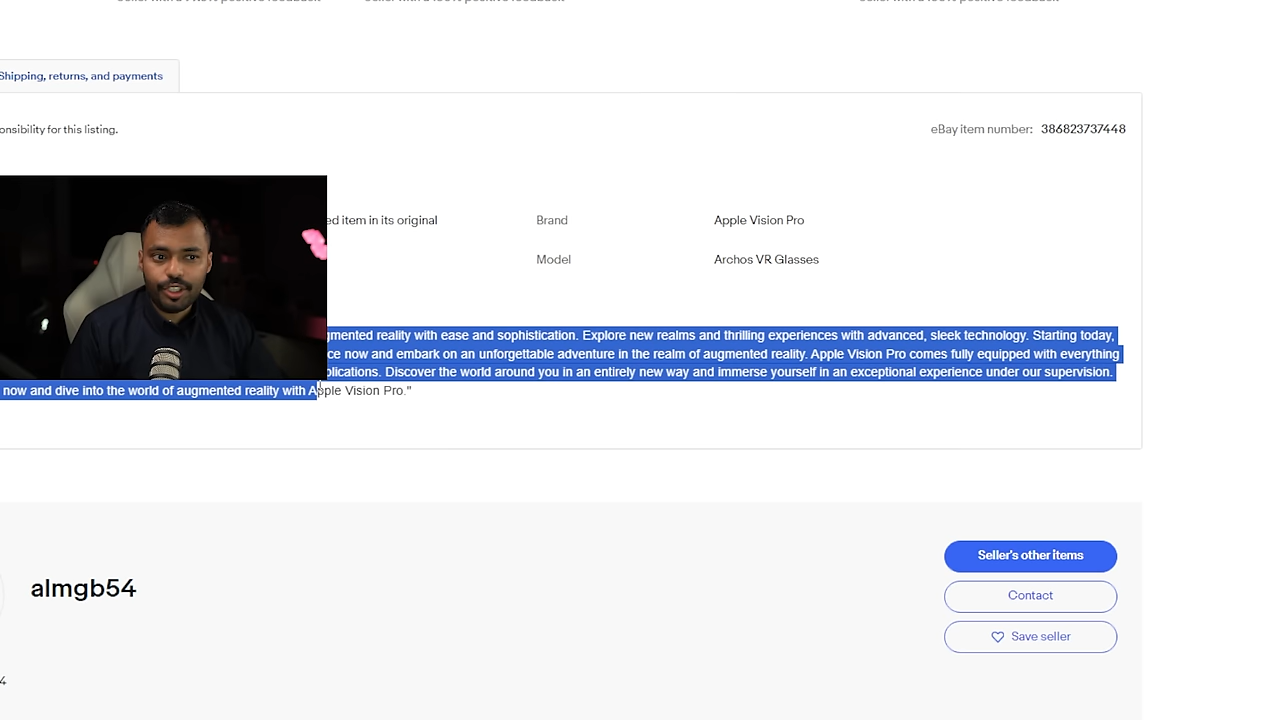 Shipping, returns, and payments
onsibility for this listing.
eBay item number: 386823737448
ed item in its original
Brand
Apple Vision Pro
Model
Archos VR Glasses
gmented reality with ease and sophistication. Explore new realms and thrilling experiences with advanced, sleek technology. Starting today,
ce now and embark on an unforgettable adventure in the realm of augmented reality. Apple Vision Pro comes fully equipped with everything
plications. Discover the world around you in an entirely new way and immerse yourself in an exceptional experience under our supervision.
now and dive into the world of augmented reality with Apple Vision Pro."
almgb54
Seller's other items
Contact
Save seller
4